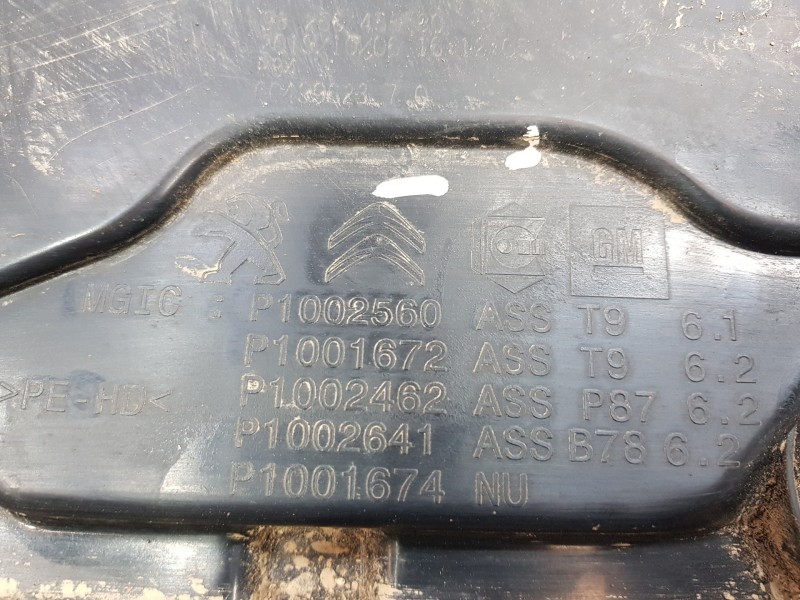 GM
MGIC : P1002560 ASS T9 6.1
P1001672 ASS T9 6.2
>PE-HD< P1002462 ASS P87 6.2
P1002641 ASS B78 6.2
P1001674 NU